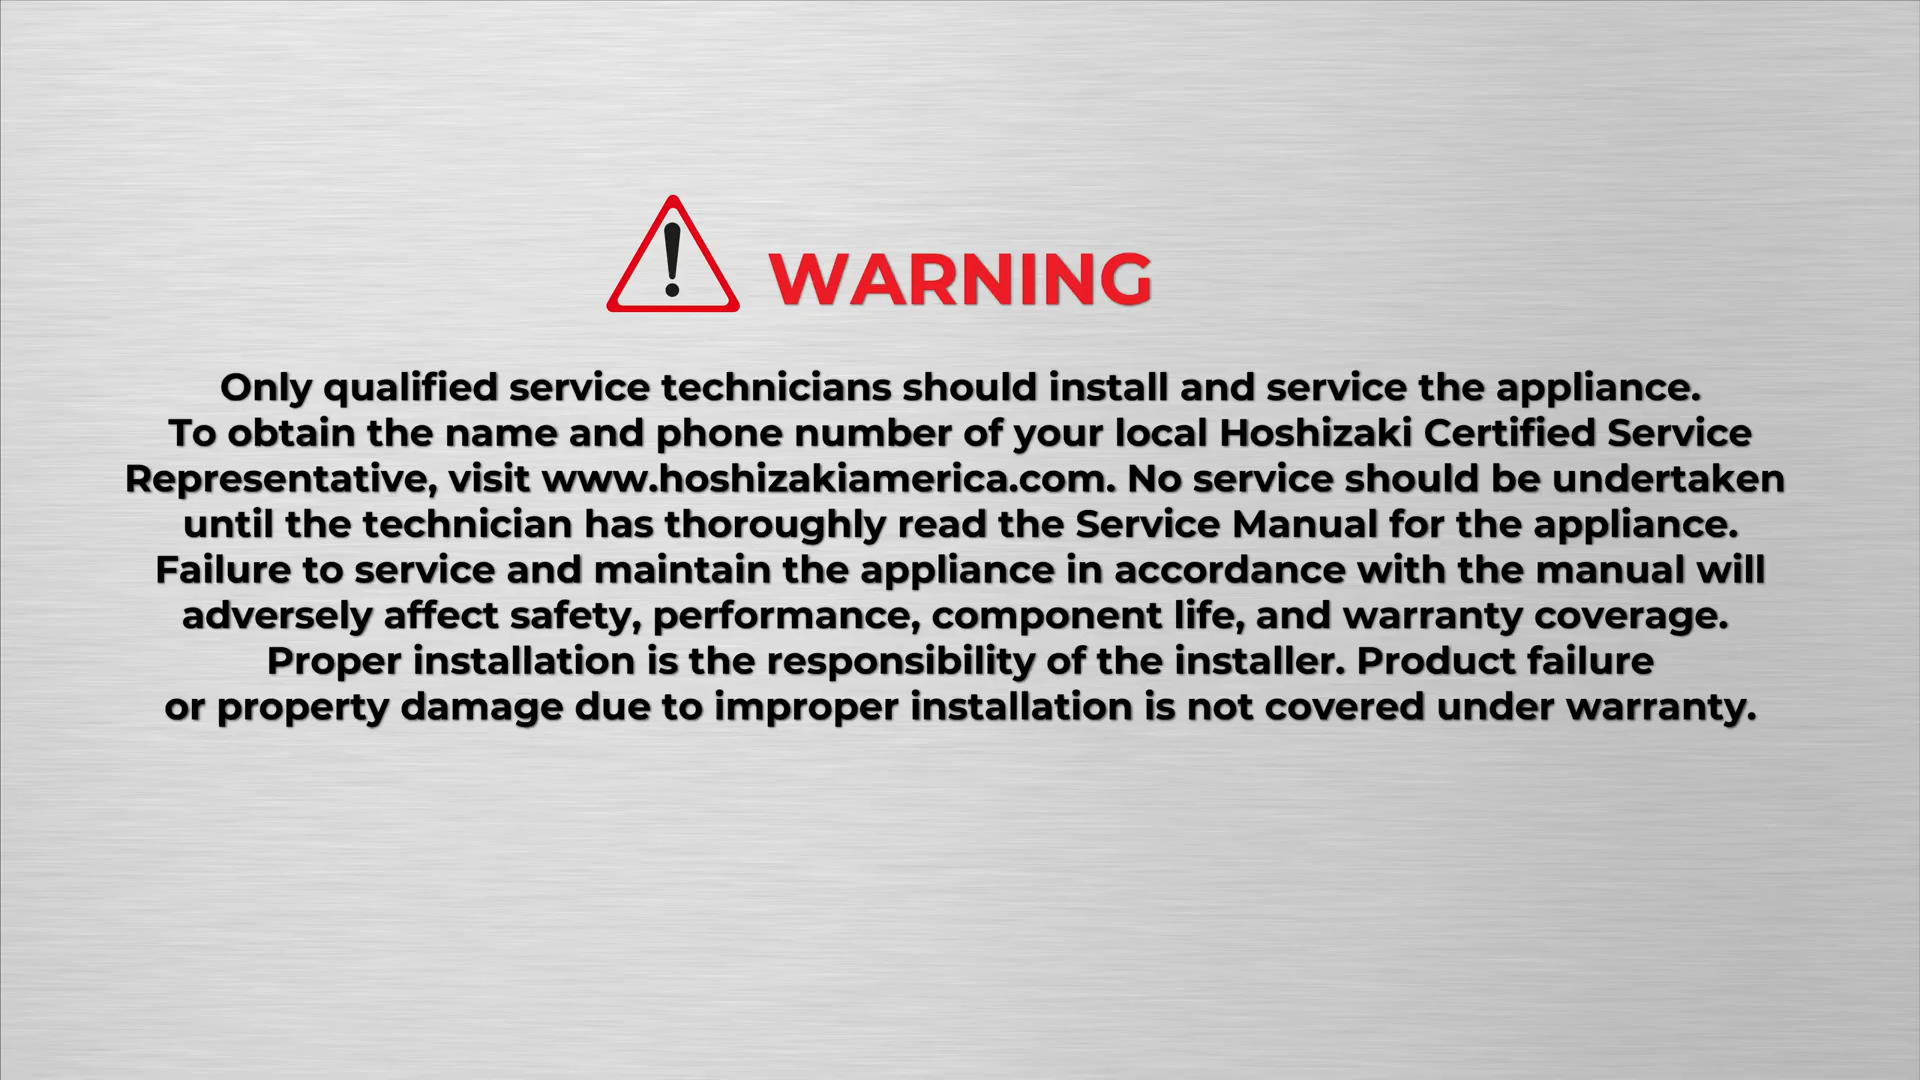 WARNING
Only qualified service technicians should install and service the appliance.
To obtain the name and phone number of your local Hoshizaki Certified Service
Representative, visit www.hoshizakiamerica.com. No service should be undertaken
until the technician has thoroughly read the Service Manual for the appliance.
Failure to service and maintain the appliance in accordance with the manual will
adversely affect safety, performance, component life, and warranty coverage.
Proper installation is the responsibility of the installer. Product failure
or property damage due to improper installation is not covered under warranty.